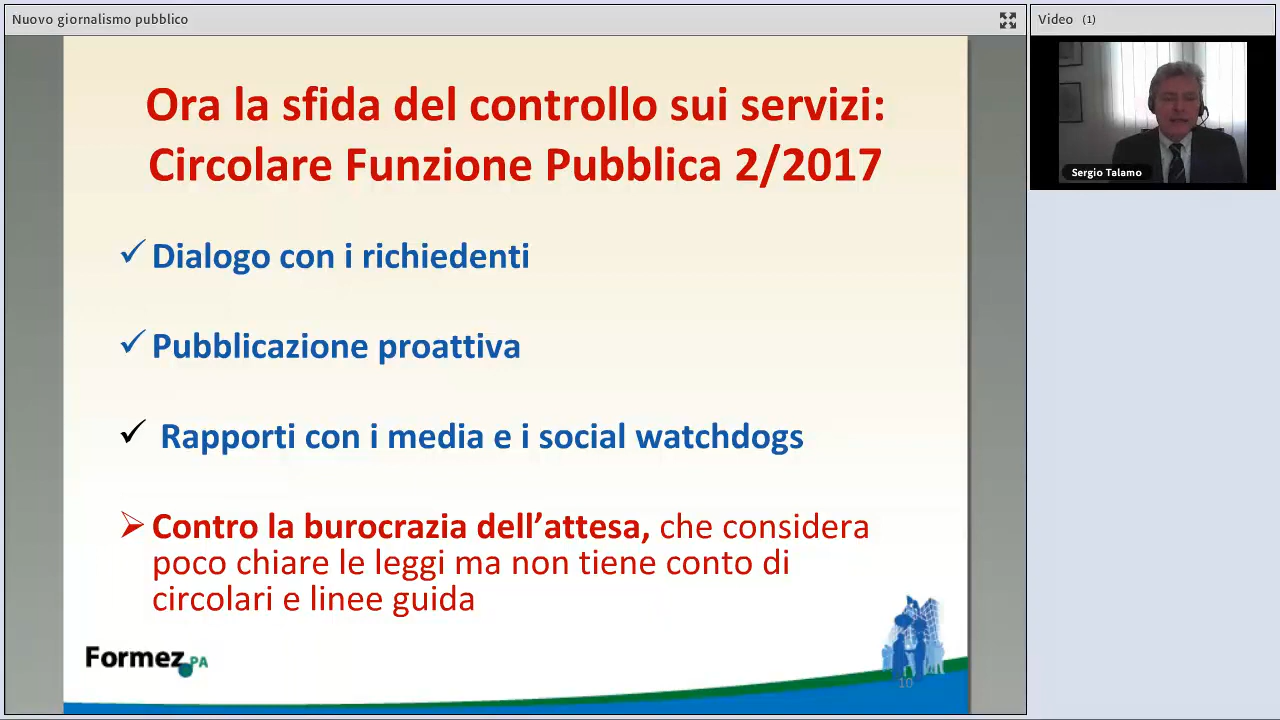 Nuovo giornalismo pubblico
Video (1)
Sergio Talamo
Ora la sfida del controllo sui servizi:
Circolare Funzione Pubblica 2/2017
✓ Dialogo con i richiedenti
✓ Pubblicazione proattiva
✓ Rapporti con i media e i social watchdogs
➢ Contro la burocrazia dell’attesa, che considera
poco chiare le leggi ma non tiene conto di
circolari e linee guida
Formez PA
10